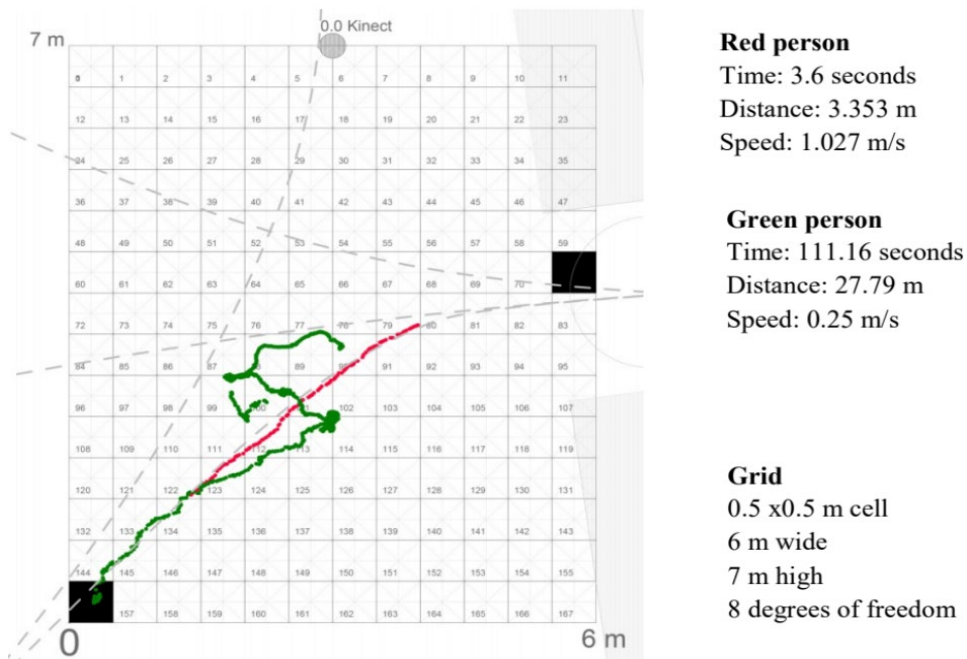 0.0 Kinect
7 m
0 1 2 3 4 5 6 7 8 9 10 11
12 13 14 15 16 17 18 19 20 21 22 23
24 25 26 27 28 29 30 31 32 33 34 35
36 37 38 39 40 41 42 43 44 45 46 47
48 49 50 51 52 53 54 55 56 57 58 59
60 61 62 63 64 65 66 67 68 69 70
72 73 74 75 76 77 78 79 80 81 82 83
84 85 86 87 88 89 90 91 92 93 94 95
96 97 98 99 100 101 102 103 104 105 106 107
108 109 110 111 112 113 114 115 116 117 118 119
120 121 122 123 124 125 126 127 128 129 130 131
132 133 134 135 136 137 138 139 140 141 142 143
144 145 146 147 148 149 150 151 152 153 154 155
157 158 159 160 161 162 163 164 165 166 167
0 6 m
Red person
Time: 3.6 seconds
Distance: 3.353 m
Speed: 1.027 m/s
Green person
Time: 111.16 seconds
Distance: 27.79 m
Speed: 0.25 m/s
Grid
0.5 x0.5 m cell
6 m wide
7 m high
8 degrees of freedom